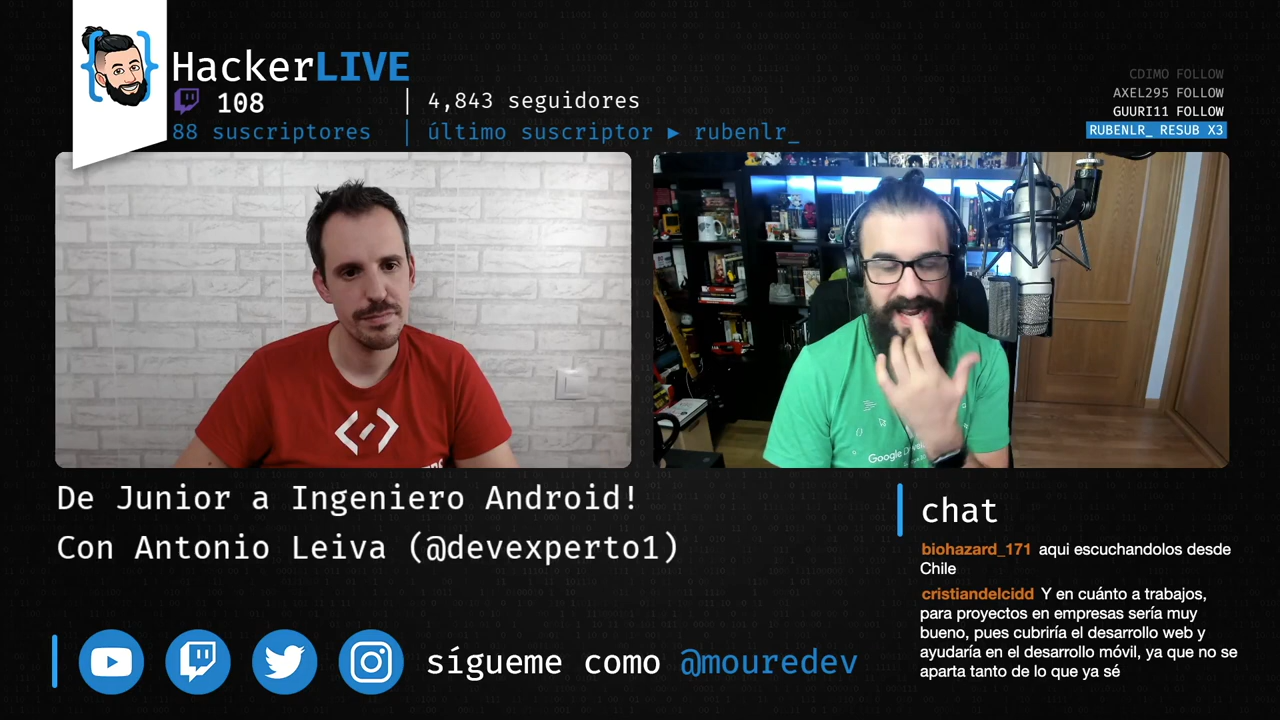 HackerLIVE
108 | 4,843 seguidores
88 suscriptores | último suscriptor ▶ rubenlr_
CDIMO FOLLOW
AXEL295 FOLLOW
GUURI11 FOLLOW
RUBENLR_ RESUB X3
</>
Google De
De Junior a Ingeniero Android!
Con Antonio Leiva (@devexperto1)
sígueme como @mouredev
chat
biohazard_171 aqui escuchandolos desde
Chile
cristiandelcidd Y en cuánto a trabajos,
para proyectos en empresas sería muy
bueno, pues cubriría el desarrollo web y
ayudaría en el desarrollo móvil, ya que no se
aparta tanto de lo que ya sé